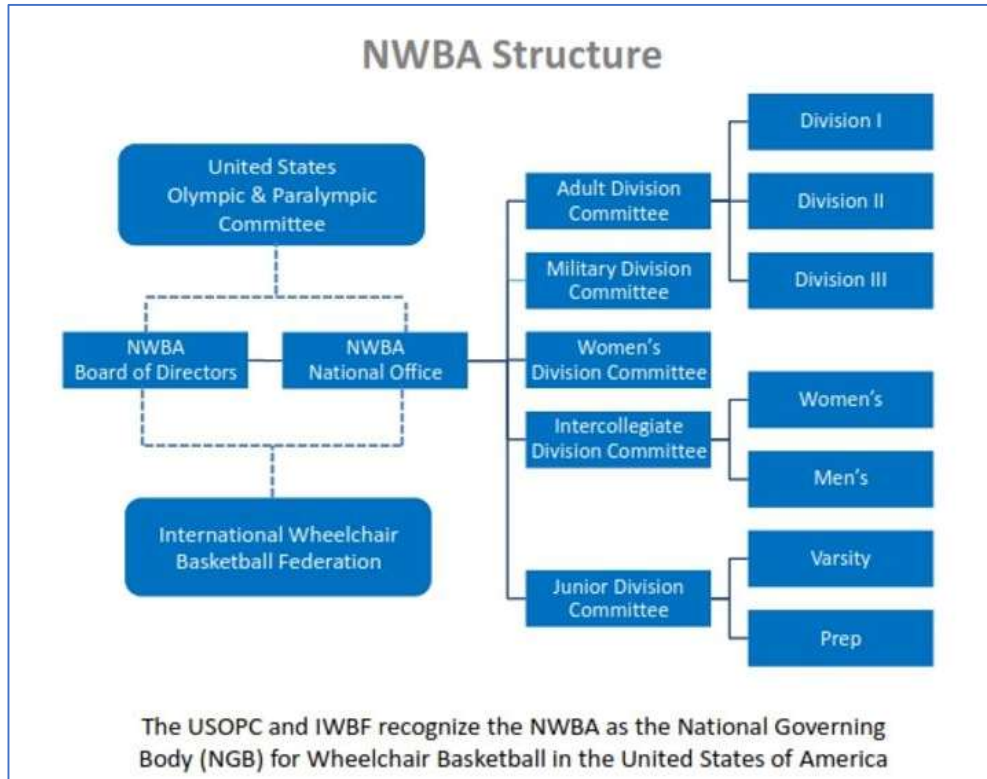 NWBA Structure
United States
Olympic & Paralympic
Committee
NWBA
Board of Directors
NWBA
National Office
International Wheelchair
Basketball Federation
Adult Division
Committee
Military Division
Committee
Women's
Division Committee
Intercollegiate
Division Committee
Junior Division
Committee
Division I
Division II
Division III
Women's
Men's
Varsity
Prep
The USOPC and IWBF recognize the NWBA as the National Governing
Body (NGB) for Wheelchair Basketball in the United States of America